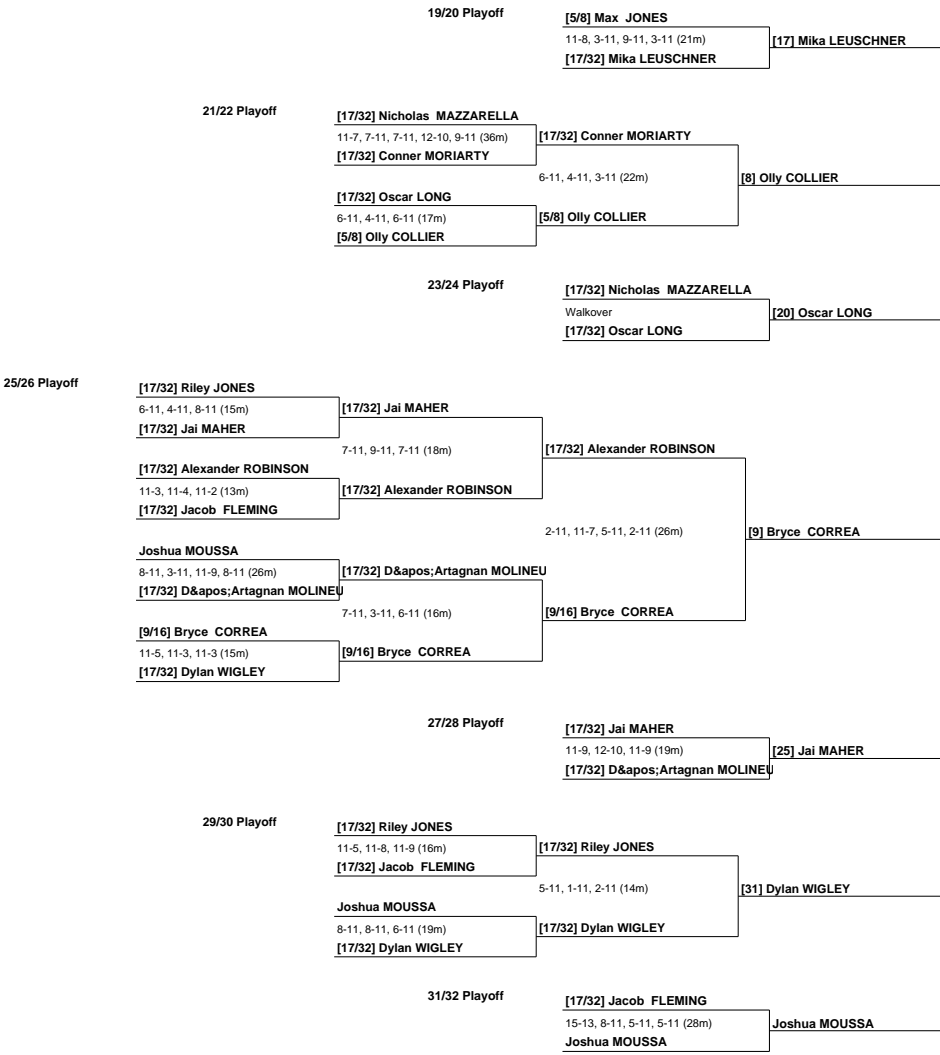 19/20 Playoff
[5/8] Max JONES
11-8, 3-11, 9-11, 3-11 (21m)
[17] Mika LEUSCHNER
[17/32] Mika LEUSCHNER
21/22 Playoff
[17/32] Nicholas MAZZARELLA
11-7, 7-11, 7-11, 12-10, 9-11 (36m)
[17/32] Conner MORIARTY
[17/32] Conner MORIARTY
6-11, 4-11, 3-11 (22m)
[8] Olly COLLIER
[17/32] Oscar LONG
6-11, 4-11, 6-11 (17m)
[5/8] Olly COLLIER
[5/8] Olly COLLIER
23/24 Playoff
[17/32] Nicholas MAZZARELLA
Walkover
[20] Oscar LONG
[17/32] Oscar LONG
25/26 Playoff
[17/32] Riley JONES
6-11, 4-11, 8-11 (15m)
[17/32] Jai MAHER
[17/32] Jai MAHER
7-11, 9-11, 7-11 (18m)
[17/32] Alexander ROBINSON
[17/32] Alexander ROBINSON
11-3, 11-4, 11-2 (13m)
[17/32] Alexander ROBINSON
[17/32] Jacob FLEMING
2-11, 11-7, 5-11, 2-11 (26m)
[9] Bryce CORREA
Joshua MOUSSA
8-11, 3-11, 11-9, 8-11 (26m)
[17/32] D&apos;Artagnan MOLINEU
[17/32] D&apos;Artagnan MOLINEU
7-11, 3-11, 6-11 (16m)
[9/16] Bryce CORREA
[9/16] Bryce CORREA
11-5, 11-3, 11-3 (15m)
[9/16] Bryce CORREA
[17/32] Dylan WIGLEY
27/28 Playoff
[17/32] Jai MAHER
11-9, 12-10, 11-9 (19m)
[25] Jai MAHER
[17/32] D&apos;Artagnan MOLINEU
29/30 Playoff
[17/32] Riley JONES
11-5, 11-8, 11-9 (16m)
[17/32] Riley JONES
[17/32] Jacob FLEMING
5-11, 1-11, 2-11 (14m)
[31] Dylan WIGLEY
Joshua MOUSSA
8-11, 8-11, 6-11 (19m)
[17/32] Dylan WIGLEY
[17/32] Dylan WIGLEY
31/32 Playoff
[17/32] Jacob FLEMING
15-13, 8-11, 5-11, 5-11 (28m)
Joshua MOUSSA
Joshua MOUSSA